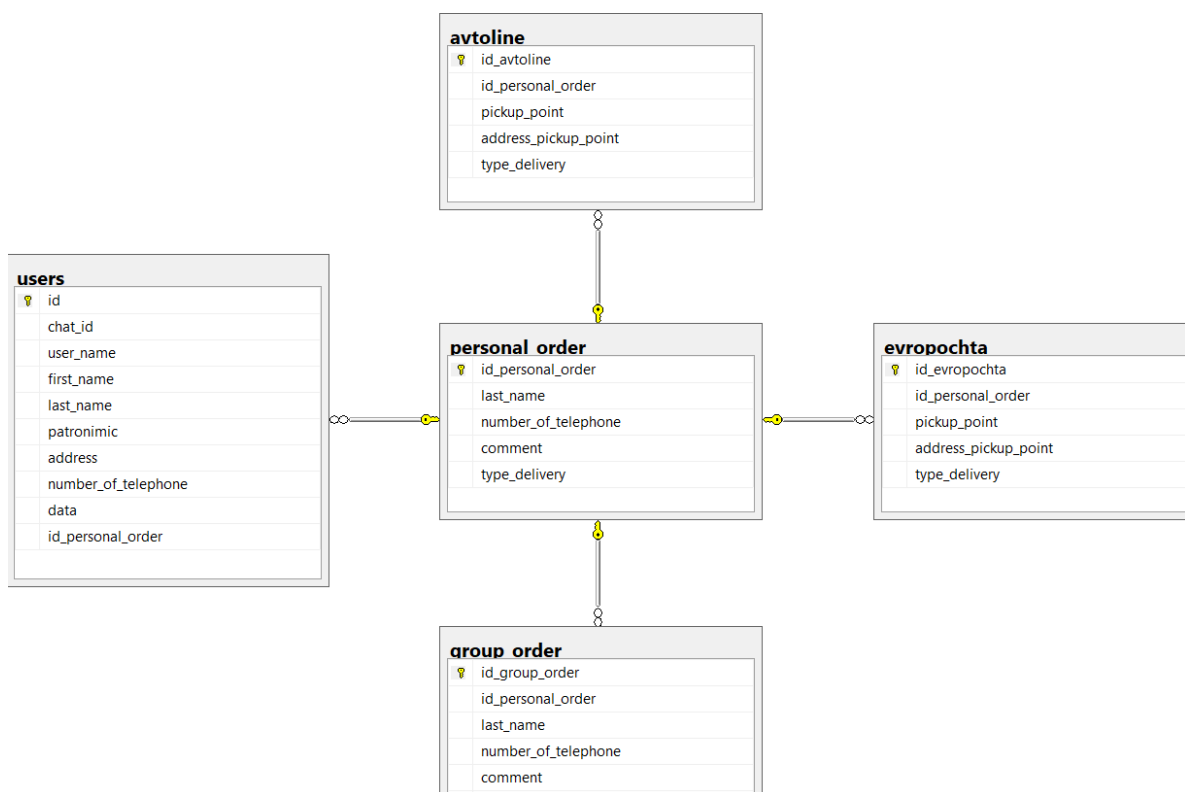 avtoline
id_avtoline
id_personal_order
pickup_point
address_pickup_point
type_delivery
users
id
chat_id
user_name
first_name
last_name
patronimic
address
number_of_telephone
data
id_personal_order
personal_order
id_personal_order
last_name
number_of_telephone
comment
type_delivery
evropochta
id_evropochta
id_personal_order
pickup_point
address_pickup_point
type_delivery
group_order
id_group_order
id_personal_order
last_name
number_of_telephone
comment